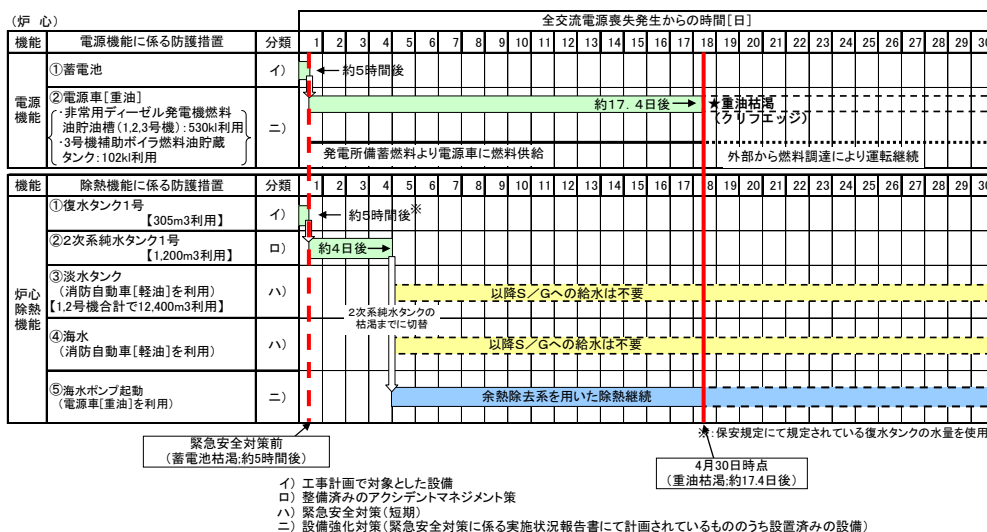 (炉 心)
全交流電源喪失発生からの時間[日]
機能 電源機能に係る防護措置 分類 1 2 3 4 5 6 7 8 9 10 11 12 13 14 15 16 17 18 19 20 21 22 23 24 25 26 27 28 29 30
電源機能
①蓄電池 イ) 約5時間後
②電源車[重油]
・非常用ディーゼル発電機燃料
油貯油槽(1,2,3号機):530kl利用
・3号機補助ボイラ燃料油貯蔵
タンク:102kl利用
ニ)
約17.4日後
★重油枯渇
(クリフエッジ)
発電所備蓄燃料より電源車に燃料供給
外部から燃料調達により運転継続
機能 除熱機能に係る防護措置 分類 1 2 3 4 5 6 7 8 9 10 11 12 13 14 15 16 17 18 19 20 21 22 23 24 25 26 27 28 29 30
炉心
除熱
機能
①復水タンク1号
【305m3利用】
イ) 約5時間後※
②2次系純水タンク1号
【1,200m3利用】
ロ) 約4日後
③淡水タンク
(消防自動車[軽油]を利用)
【1,2号機合計で12,400m3利用】
ハ) 以降S/Gへの給水は不要
2次系純水タンクの
枯渇までに切替
④海水
(消防自動車[軽油]を利用)
ハ) 以降S/Gへの給水は不要
⑤海水ポンプ起動
(電源車[重油]を利用)
ニ) 余熱除去系を用いた除熱継続
※:保安規定にて規定されている復水タンクの水量を使用
緊急安全対策前
(蓄電池枯渇;約5時間後)
4月30日時点
(重油枯渇;約17.4日後)
イ) 工事計画で対象とした設備
ロ) 整備済みのアクシデントマネジメント策
ハ) 緊急安全対策(短期)
ニ) 設備強化対策(緊急安全対策に係る実施状況報告書にて計画されているもののうち設置済みの設備)